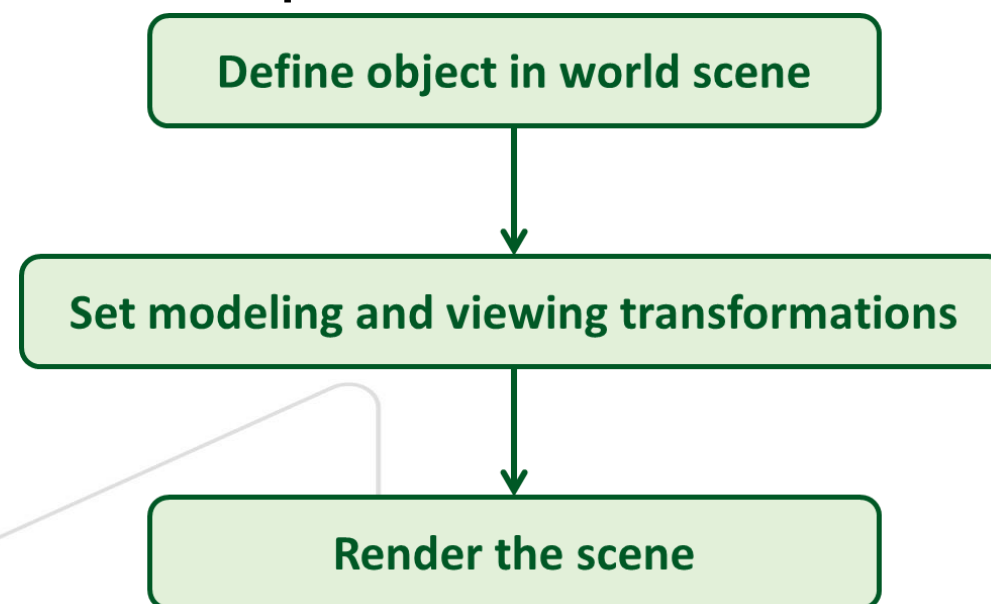 Define object in world scene
Set modeling and viewing transformations
Render the scene